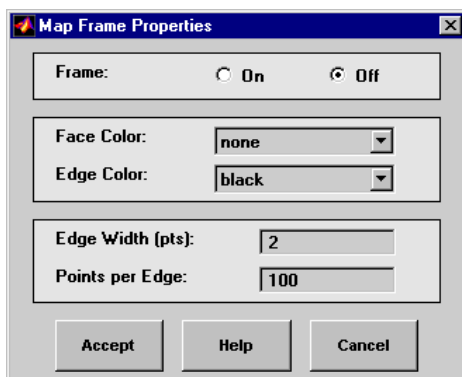 Map Frame Properties
Frame: On Off
Face Color: none
Edge Color: black
Edge Width (pts): 2
Points per Edge: 100
Accept Help Cancel